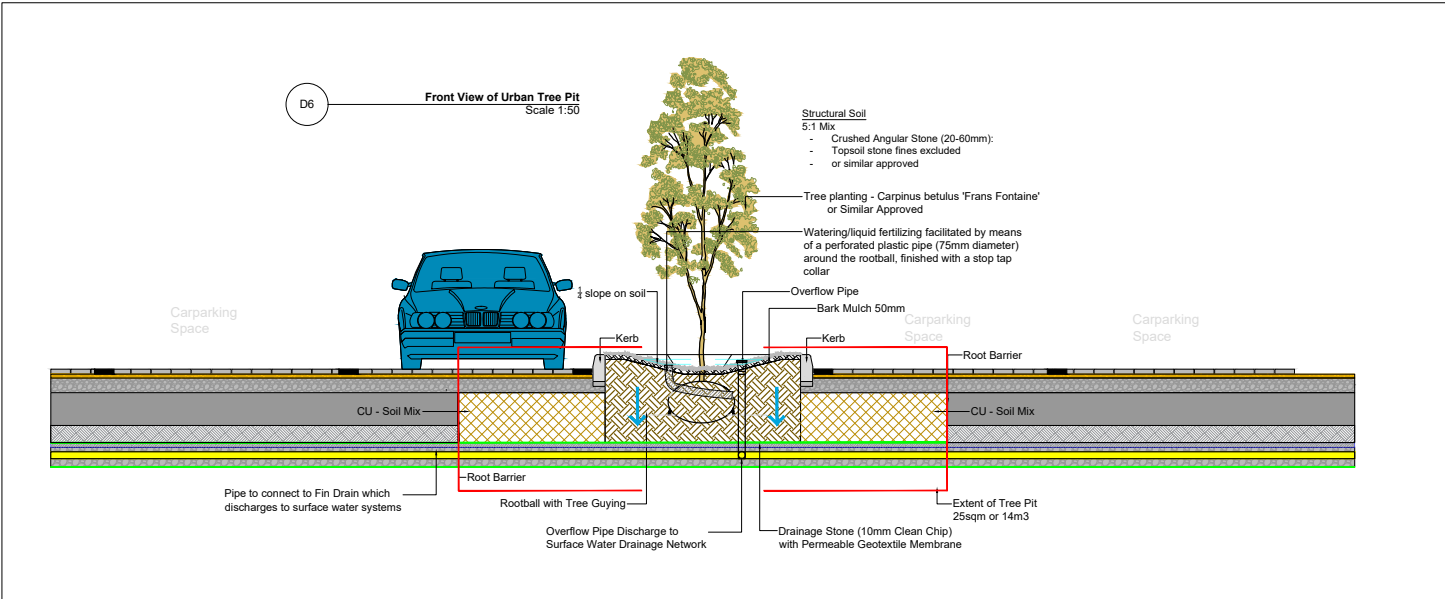 D6
Front View of Urban Tree Pit
Scale 1:50
Structural Soil
5:1 Mix
- Crushed Angular Stone (20-60mm):
- Topsoil stone fines excluded
- or similar approved
Tree planting - Carpinus betulus 'Frans Fontaine'
or Similar Approved
Watering/liquid fertilizing facilitated by means
of a perforated plastic pipe (75mm diameter)
around the rootball, finished with a stop tap
collar
1/4 slope on soil
Overflow Pipe
Bark Mulch 50mm
Carparking
Space
Carparking
Space
Carparking
Space
Kerb
Kerb
Root Barrier
CU - Soil Mix
CU - Soil Mix
Root Barrier
Pipe to connect to Fin Drain which
discharges to surface water systems
Rootball with Tree Guying
Extent of Tree Pit
25sqm or 14m3
Overflow Pipe Discharge to
Surface Water Drainage Network
Drainage Stone (10mm Clean Chip)
with Permeable Geotextile Membrane